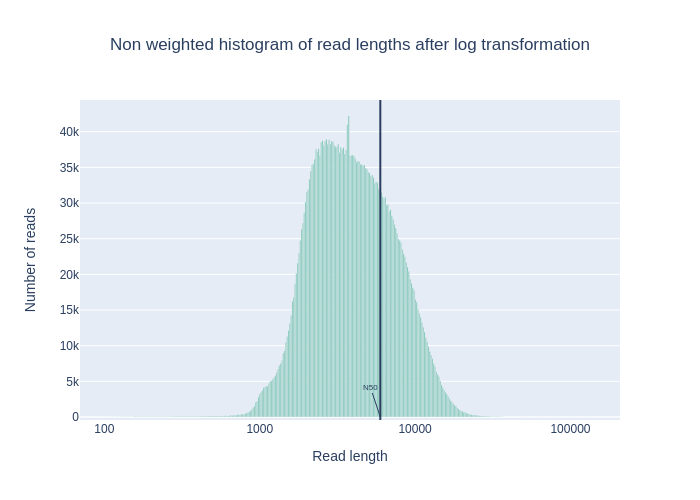 Non weighted histogram of read lengths after log transformation
Number of reads
40k
35k
30k
25k
20k
15k
10k
5k
0
N50
100
1000
10000
100000
Read length